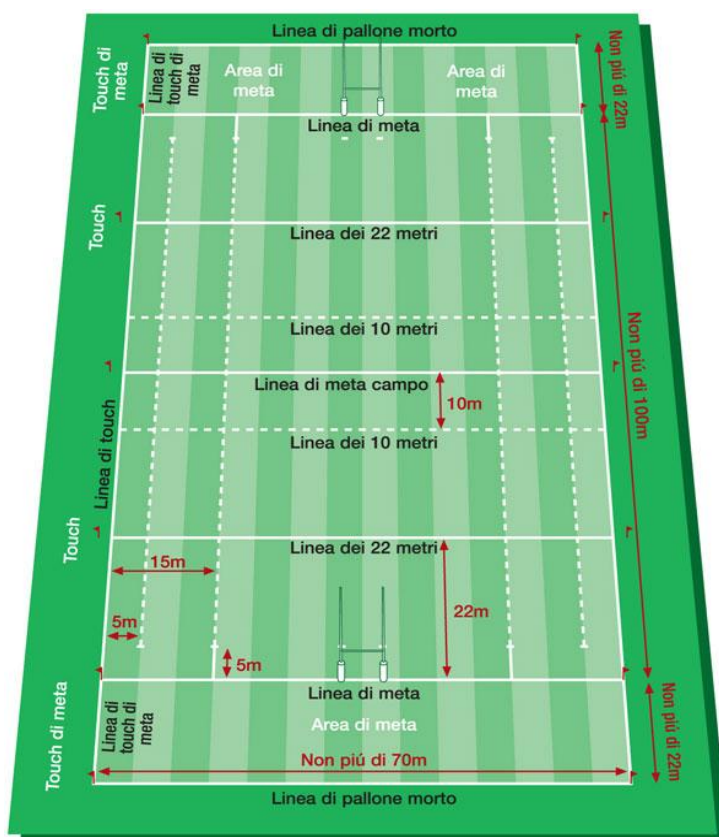 Linea di pallone morto
Touch di
meta
Linea di
touch di
meta
Area di
meta
Area di
meta
Non piú di 22m
Linea di meta
Touch
Linea dei 22 metri
Linea dei 10 metri
Non piú di 100m
Linea di meta campo
10m
Linea di touch
Linea dei 10 metri
Touch
Linea dei 22 metri
15m
22m
5m
5m
Linea di meta
Touch di meta
Linea di
touch di
meta
Area di meta
Non piú di 22m
Non piú di 70m
Linea di pallone morto